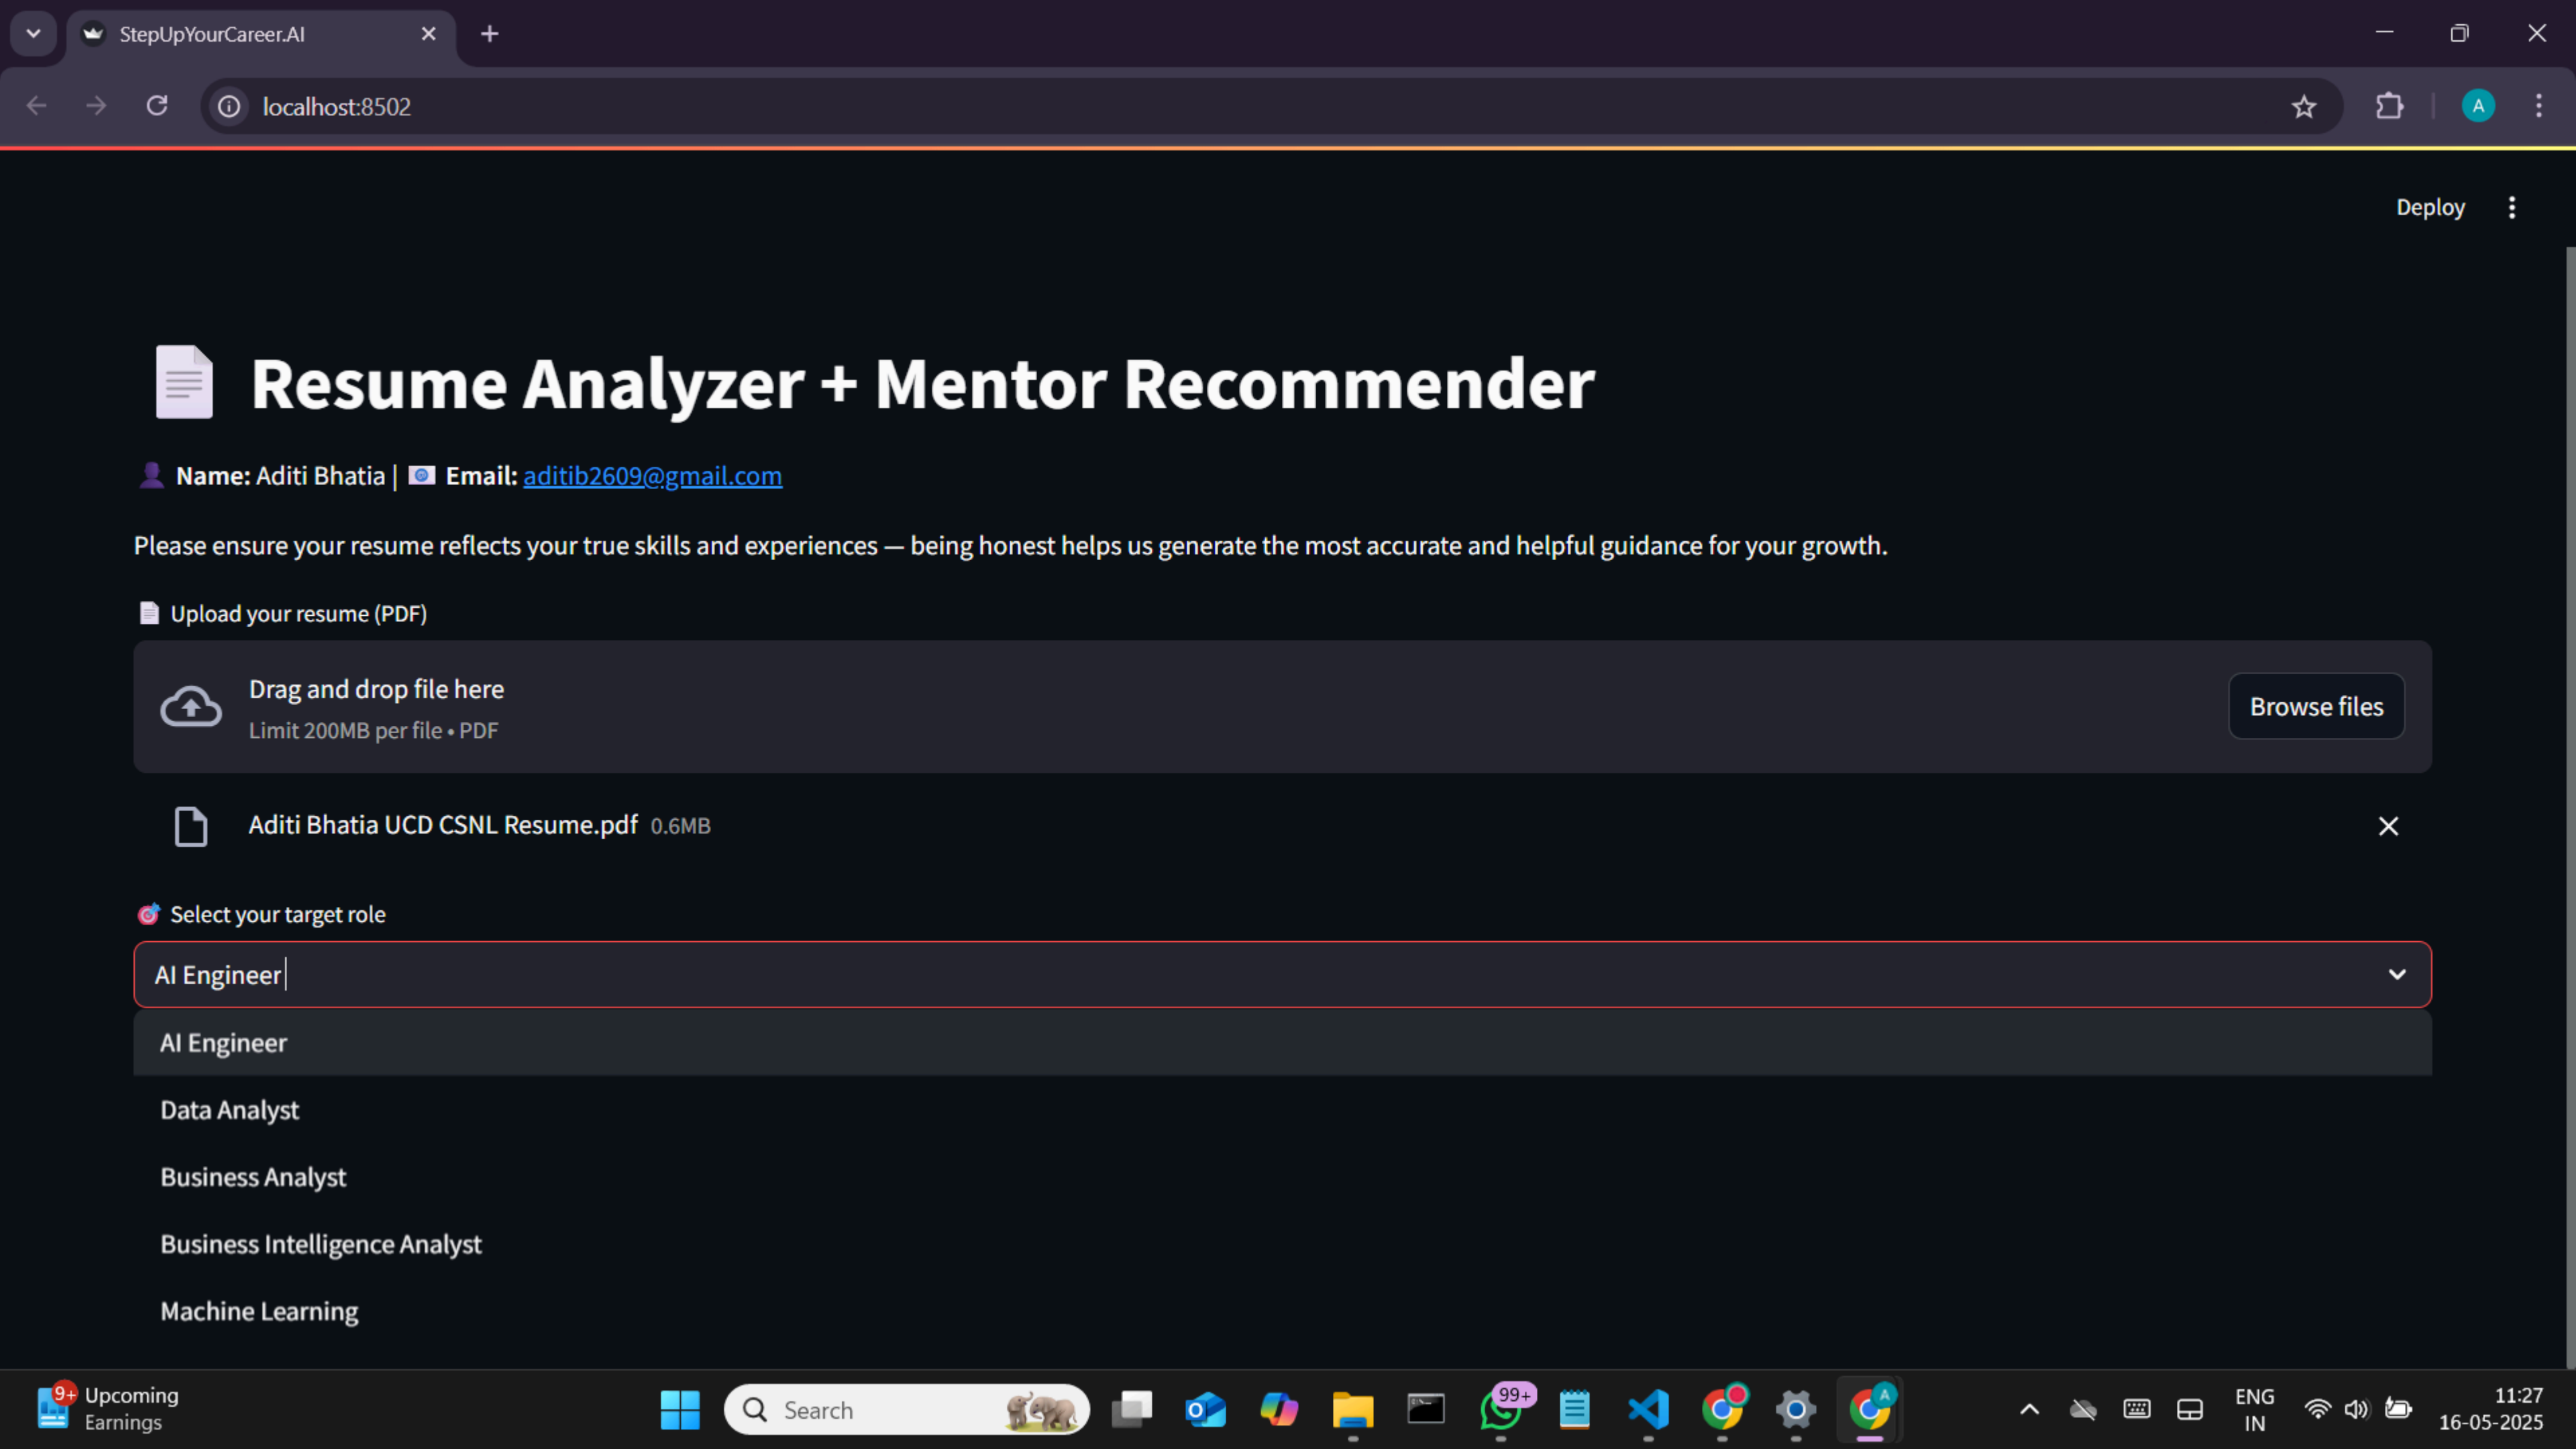 StepUpYourCareer.AI
localhost:8502
Deploy
Resume Analyzer + Mentor Recommender
Name: Aditi Bhatia | Email: aditib2609@gmail.com
Please ensure your resume reflects your true skills and experiences — being honest helps us generate the most accurate and helpful guidance for your growth.
Upload your resume (PDF)
Drag and drop file here
Limit 200MB per file • PDF
Browse files
Aditi Bhatia UCD CSNL Resume.pdf 0.6MB
Select your target role
AI Engineer
AI Engineer
Data Analyst
Business Analyst
Business Intelligence Analyst
Machine Learning
9+ Upcoming
Earnings
Search
99+
A
ENG
IN
11:27
16-05-2025